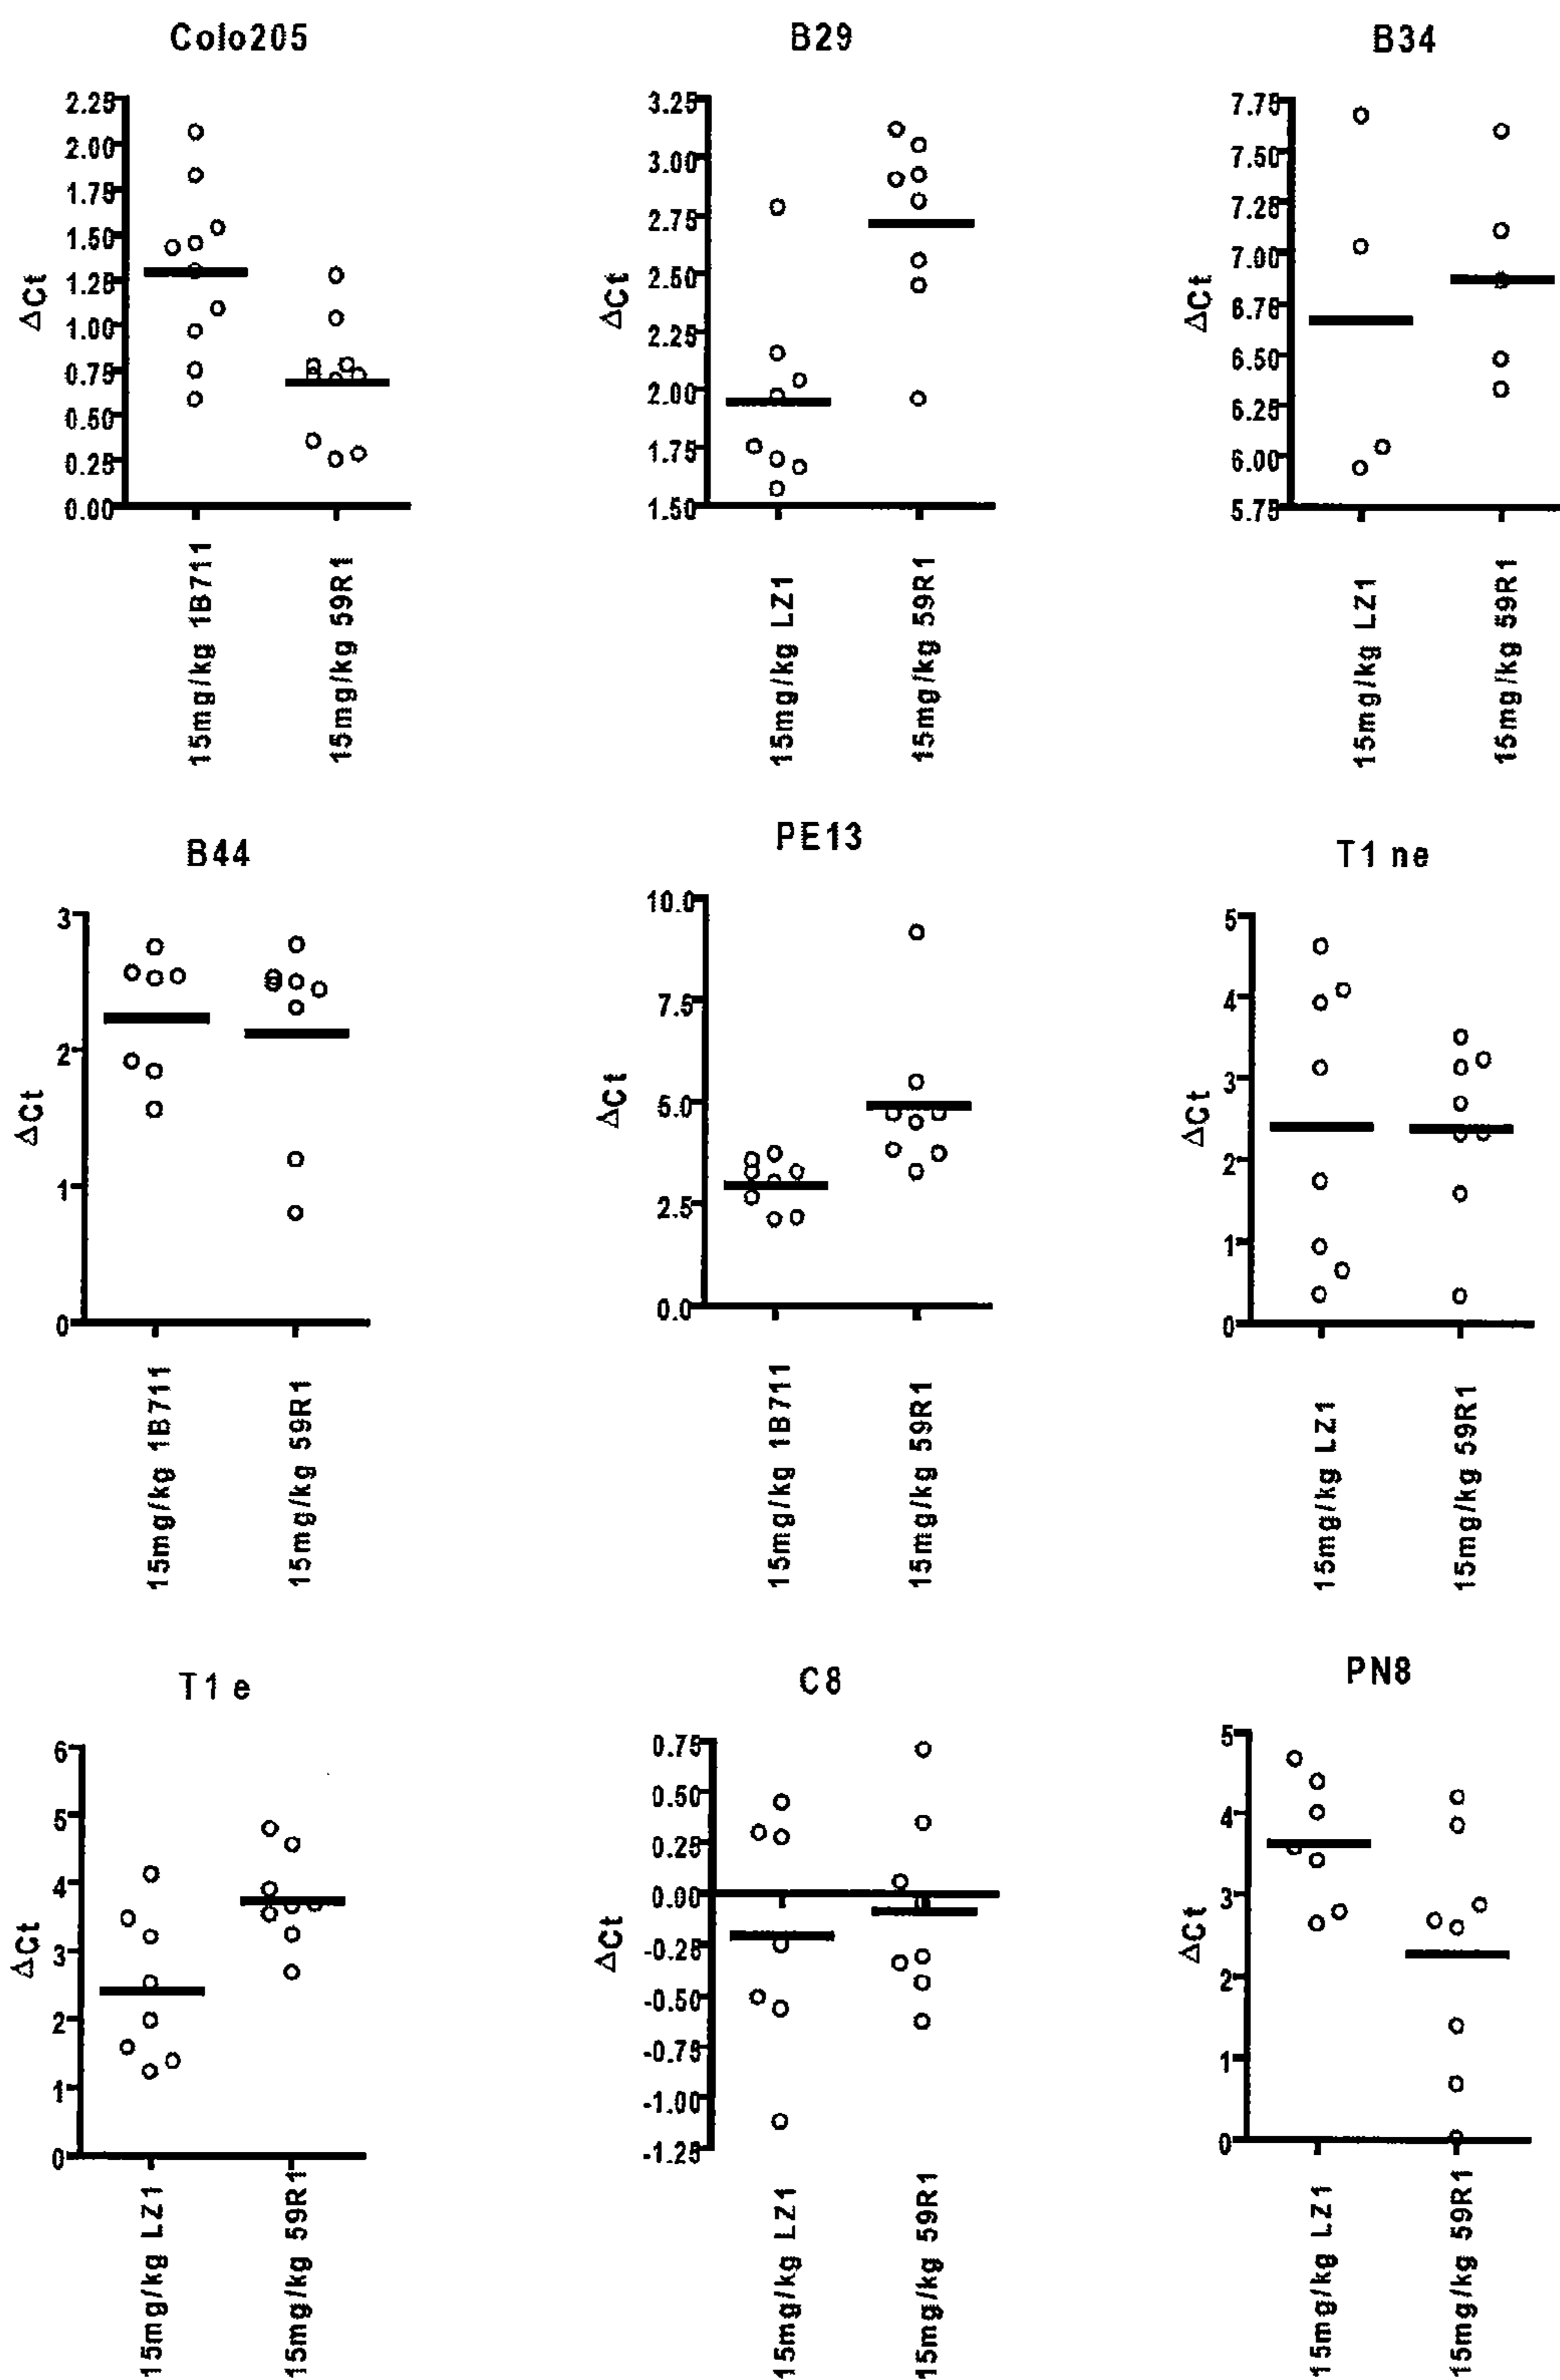 Colo205
2.25
2.00
1.75
1.50
1.25
1.00
0.75
0.50
0.25
0.00
ΔCt
15mg/kg 1B711
15mg/kg 59R1
B29
3.25
3.00
2.75
2.50
2.25
2.00
1.75
1.50
ΔCt
15mg/kg LZ1
15mg/kg 59R1
B34
7.75
7.50
7.25
7.00
6.75
6.50
6.25
6.00
5.75
ΔCt
15mg/kg LZ1
15mg/kg 59R1
B44
3
2
1
0
ΔCt
15mg/kg 1B711
15mg/kg 59R1
PE13
10.0
7.5
5.0
2.5
0.0
ΔCt
15mg/kg 1B711
15mg/kg 59R1
T1 ne
5
4
3
2
1
0
ΔCt
15mg/kg LZ1
15mg/kg 59R1
T1 e
6
5
4
3
2
1
0
ΔCt
15mg/kg LZ1
15mg/kg 59R1
C8
0.75
0.50
0.25
0.00
-0.25
-0.50
-0.75
-1.00
-1.25
ΔCt
15mg/kg LZ1
15mg/kg 59R1
PN8
5
4
3
2
1
0
ΔCt
15mg/kg LZ1
15mg/kg 59R1